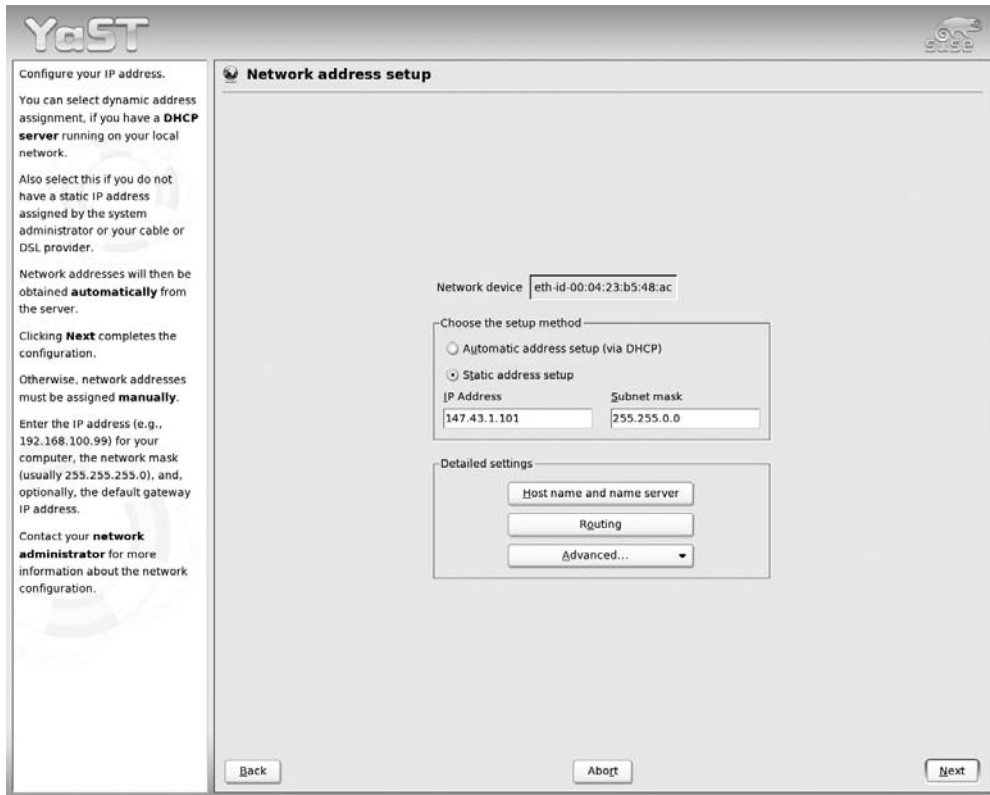 YaST
SUSE
Configure your IP address.
You can select dynamic address
assignment, if you have a DHCP
server running on your local
network.
Also select this if you do not
have a static IP address
assigned by the system
administrator or your cable or
DSL provider.
Network addresses will then be
obtained automatically from
the server.
Clicking Next completes the
configuration.
Otherwise, network addresses
must be assigned manually.
Enter the IP address (e.g.,
192.168.100.99) for your
computer, the network mask
(usually 255.255.255.0), and,
optionally, the default gateway
IP address.
Contact your network
administrator for more
information about the network
configuration.
Network address setup
Network device eth-id-00:04:23:b5:48:ac
Choose the setup method
Automatic address setup (via DHCP)
Static address setup
IP Address Subnet mask
147.43.1.101 255.255.0.0
Detailed settings
Host name and name server
Routing
Advanced...
Back Abort Next